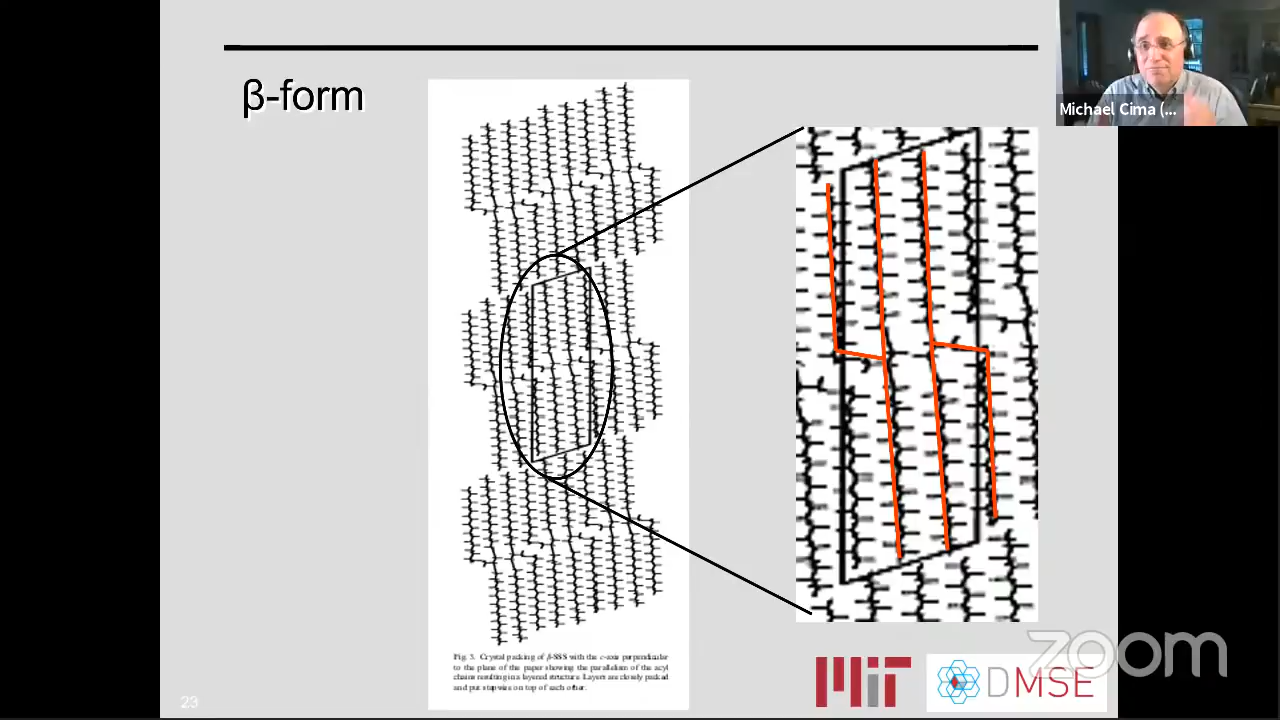 β-form
Michael Cima (...
Fig. 3. Crystal packing of β-SSS with the c-axis perpendicular
to the plane of the paper showing the parallelism of the acyl
chains resulting in a layered structure. Layers are closely packed
and put stepwise on top of each other.
23
MIT
DMSE
zoom